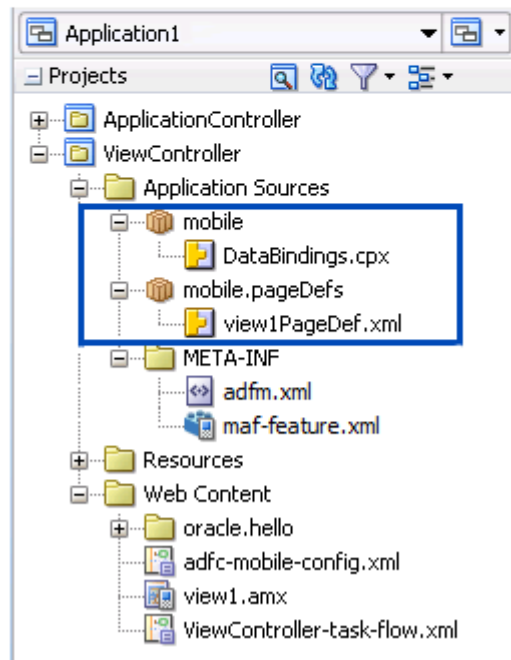 Application1
Projects
ApplicationController
ViewController
Application Sources
mobile
DataBindings.cpx
mobile.pageDefs
view1PageDef.xml
META-INF
adfm.xml
maf-feature.xml
Resources
Web Content
oracle.hello
adfc-mobile-config.xml
view1.amx
ViewController-task-flow.xml